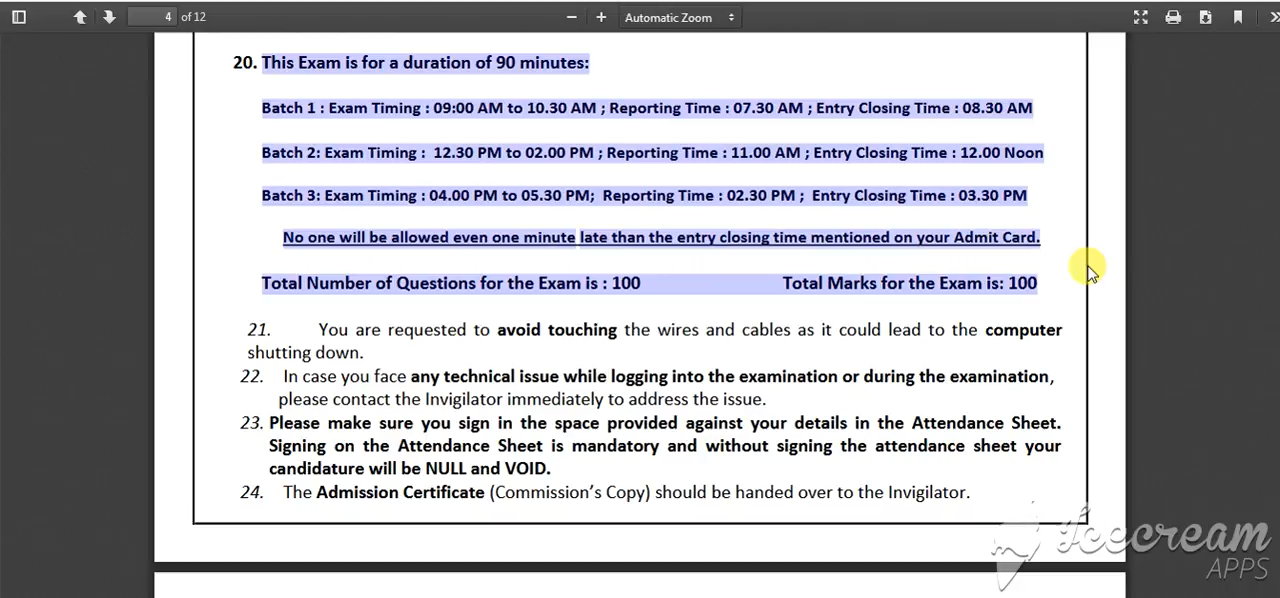 4 of 12
Automatic Zoom
20. This Exam is for a duration of 90 minutes:
Batch 1 : Exam Timing : 09:00 AM to 10.30 AM ; Reporting Time : 07.30 AM ; Entry Closing Time : 08.30 AM
Batch 2: Exam Timing :  12.30 PM to 02.00 PM ; Reporting Time : 11.00 AM ; Entry Closing Time : 12.00 Noon
Batch 3: Exam Timing : 04.00 PM to 05.30 PM;  Reporting Time : 02.30 PM ;  Entry Closing Time : 03.30 PM
No one will be allowed even one minute late than the entry closing time mentioned on your Admit Card.
Total Number of Questions for the Exam is : 100 Total Marks for the Exam is: 100
21. You are requested to avoid touching the wires and cables as it could lead to the computer
shutting down.
22. In case you face any technical issue while logging into the examination or during the examination,
please contact the Invigilator immediately to address the issue.
23. Please make sure you sign in the space provided against your details in the Attendance Sheet.
Signing on the Attendance Sheet is mandatory and without signing the attendance sheet your
candidature will be NULL and VOID.
24. The Admission Certificate (Commission's Copy) should be handed over to the Invigilator.
Icecream
APPS